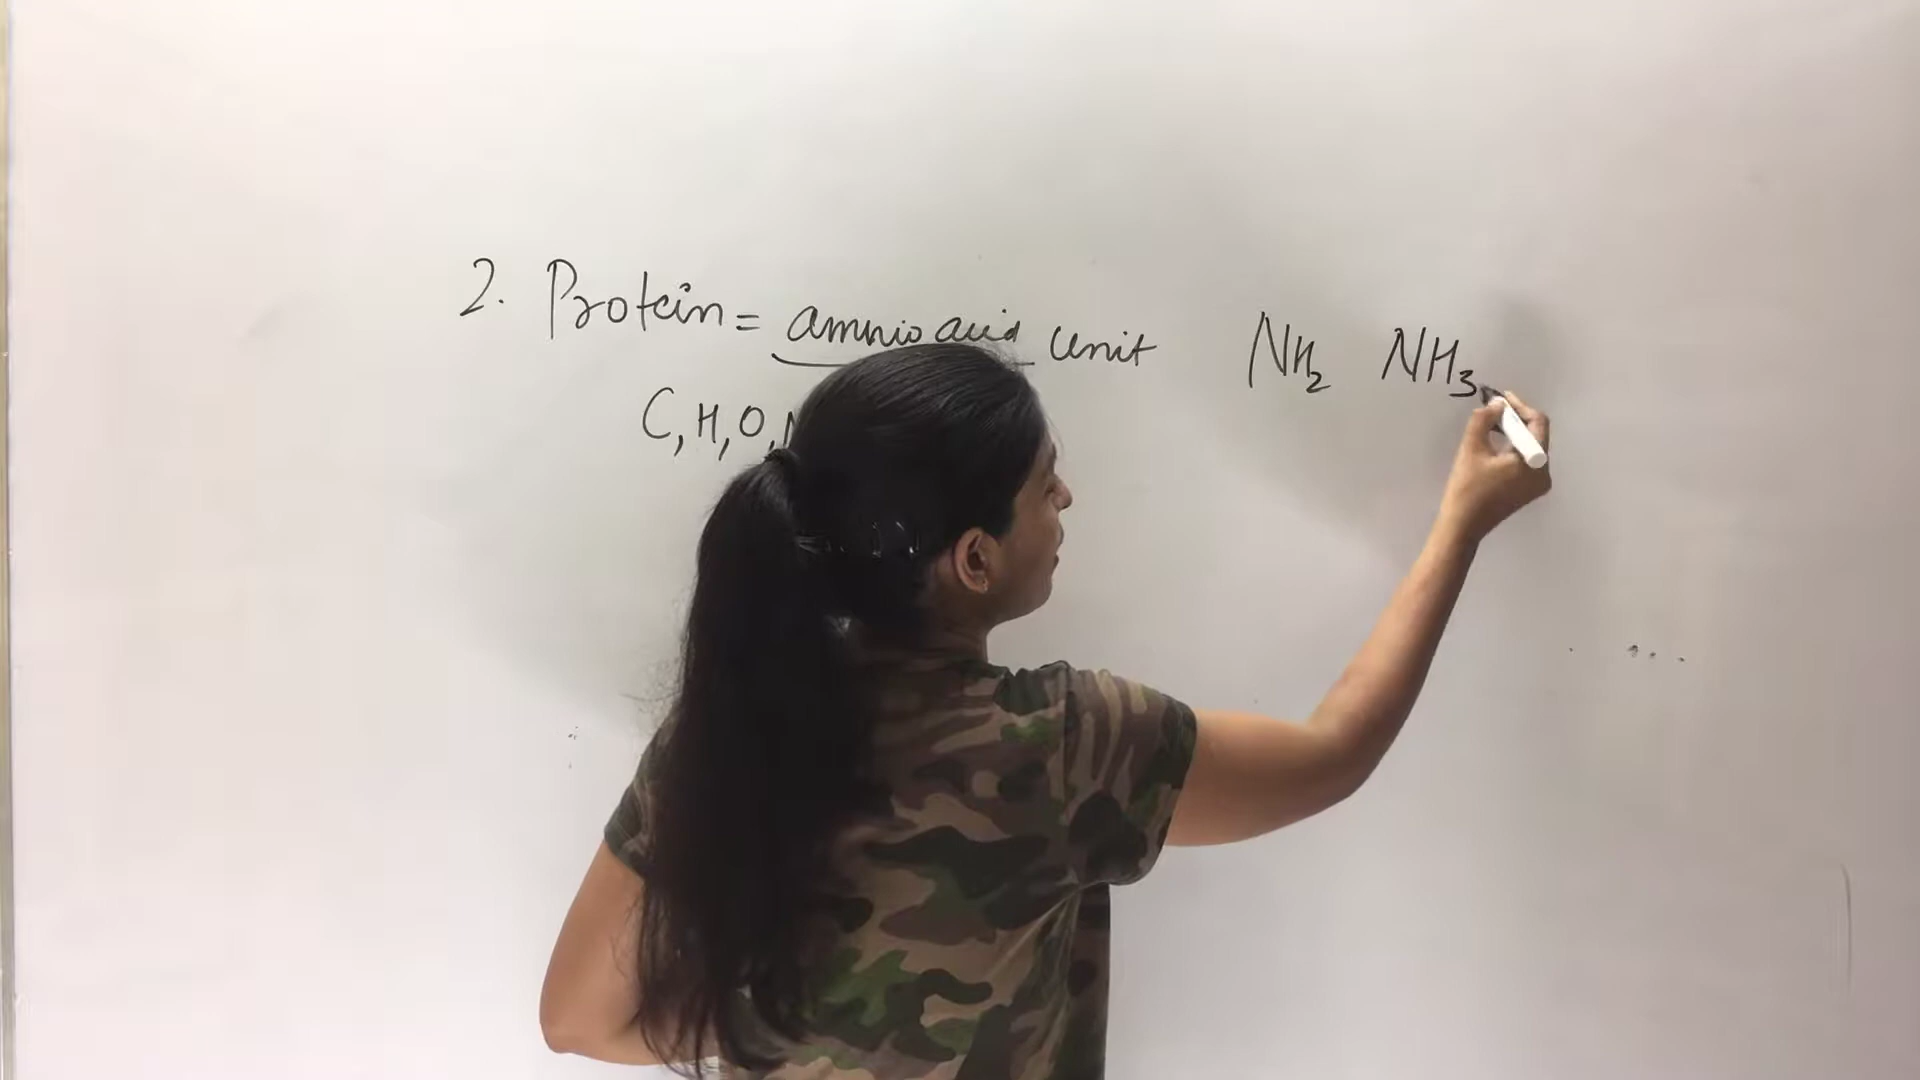 2. Protein = amnio acid unit NH2 NH3
C, H, O,